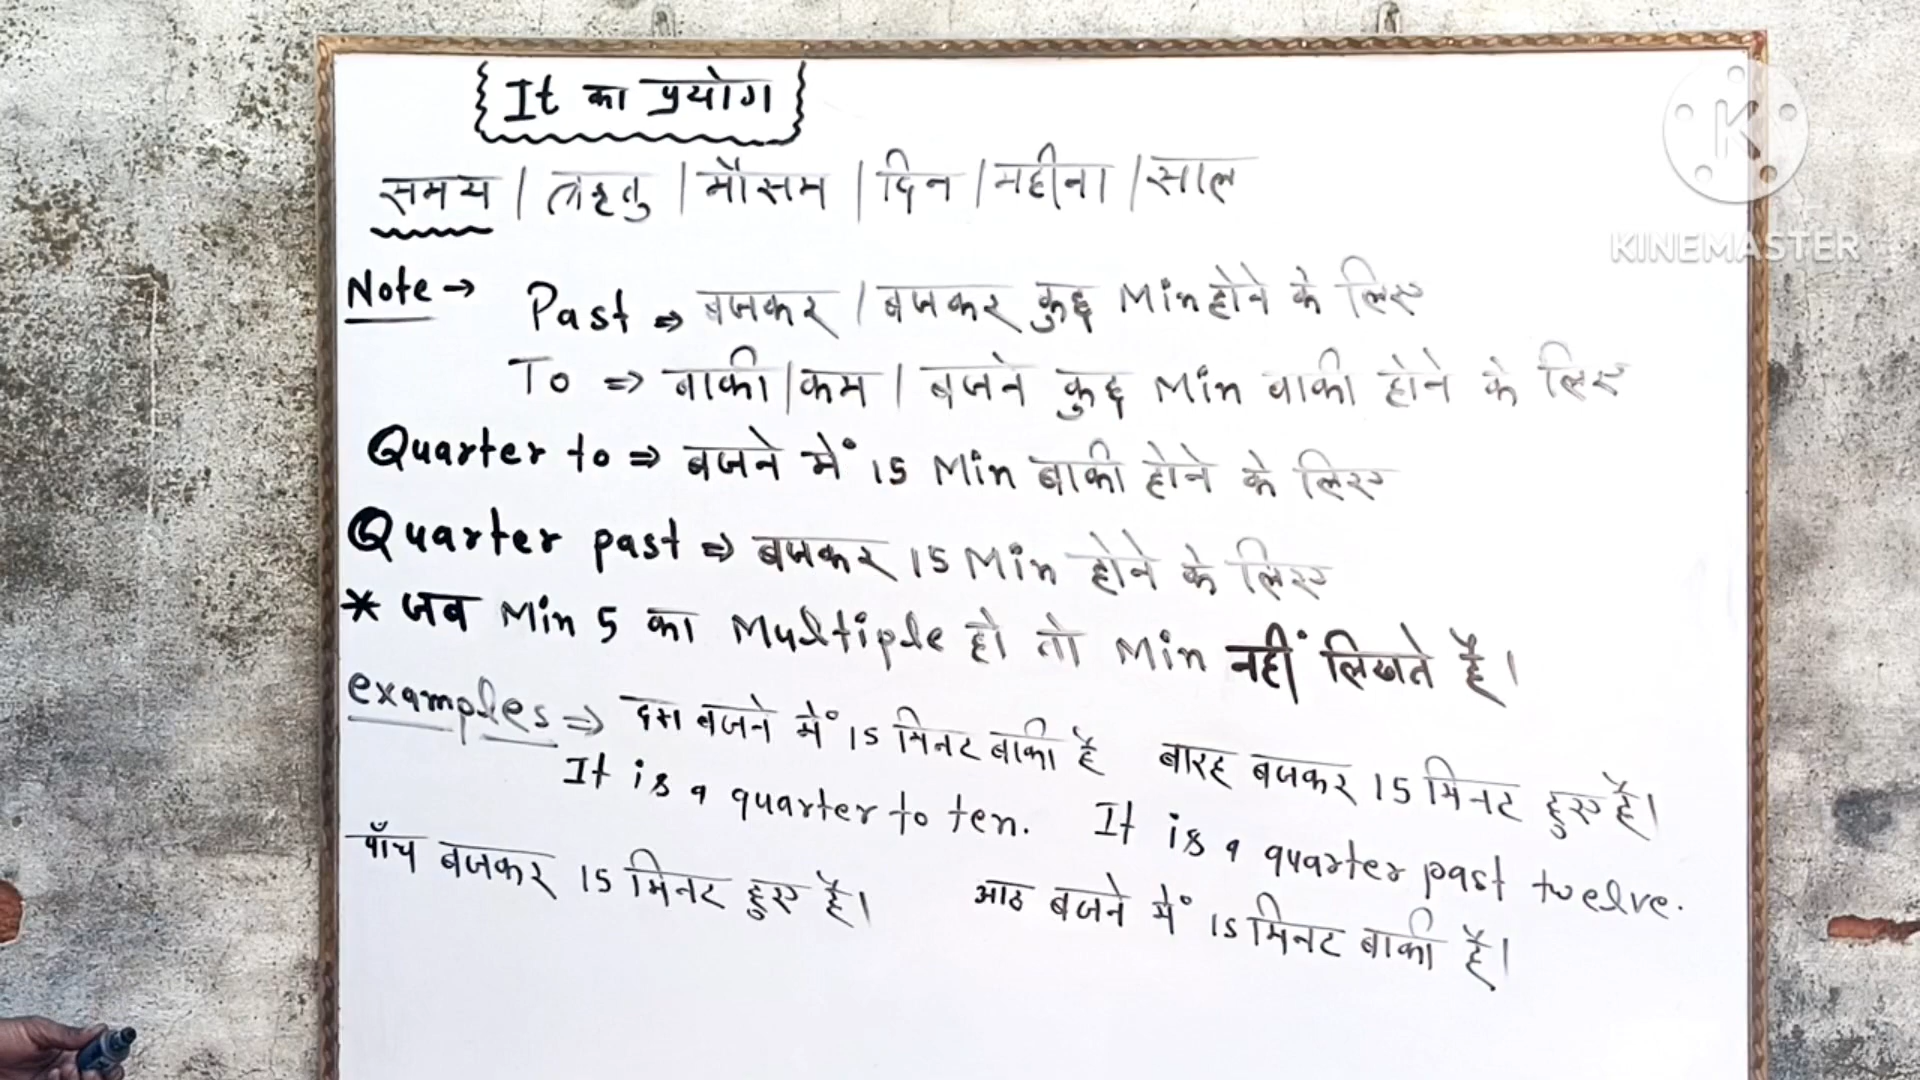 It का प्रयोग
समय | ऋतु | मौसम | दिन | महीना | साल
KINEMASTER
Note → Past ⇒ बजकर / बजकर कुछ Min होने के लिए
To ⇒ बाकी | कम | बजने कुछ Min बाकी होने के लिए
Quarter to ⇒ बजने में 15 Min बाकी होने के लिए
Quarter past ⇒ बजकर 15 Min होने के लिए
* जब Min 5 का Multiple हो तो Min नहीं लिखते है।
examples ⇒ दस बजने में 15 मिनट बाकी है बारह बजकर 15 मिनट हुए है।
It is a quarter to ten. It is a quarter past twelve.
पाँच बजकर 15 मिनट हुए है। आठ बजने में 15 मिनट बाकी है।